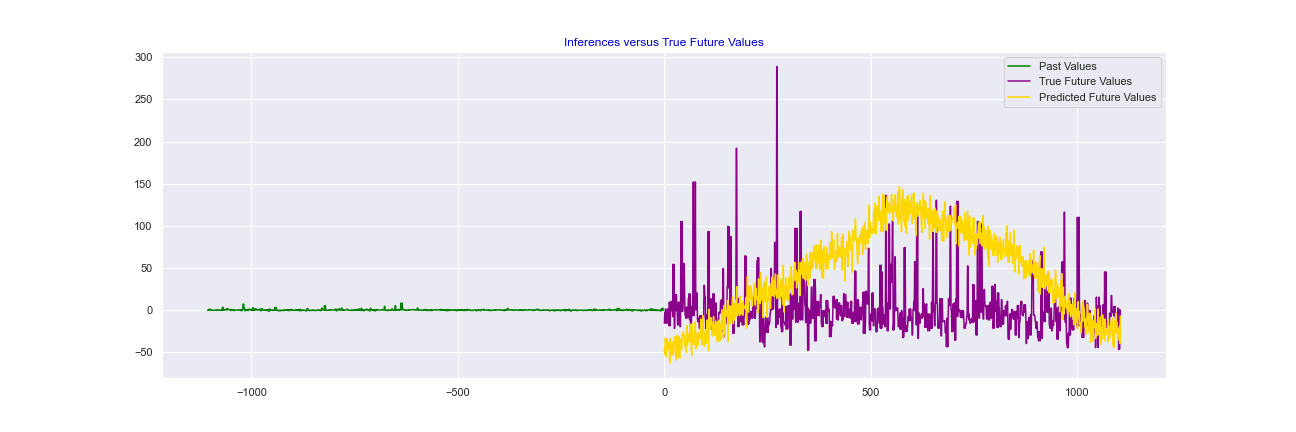 Inferences versus True Future Values
300
250
200
150
100
50
0
−50
−1000 −500 0 500 1000
Past Values
True Future Values
Predicted Future Values